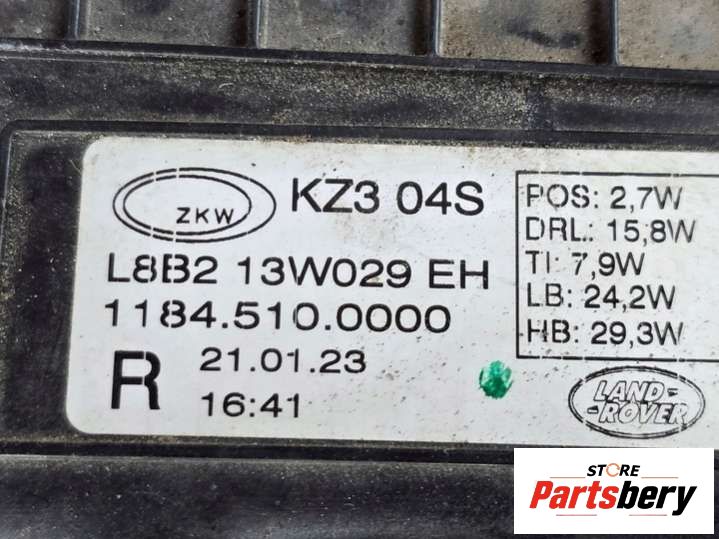 ZKW
KZ3 04S
L8B2 13W029 EH
1184.510.0000
R
21.01.23
16:41
POS: 2,7W
DRL: 15,8W
TI: 7,9W
LB: 24,2W
HB: 29,3W
LAND-
-ROVER
STORE
Partsbery